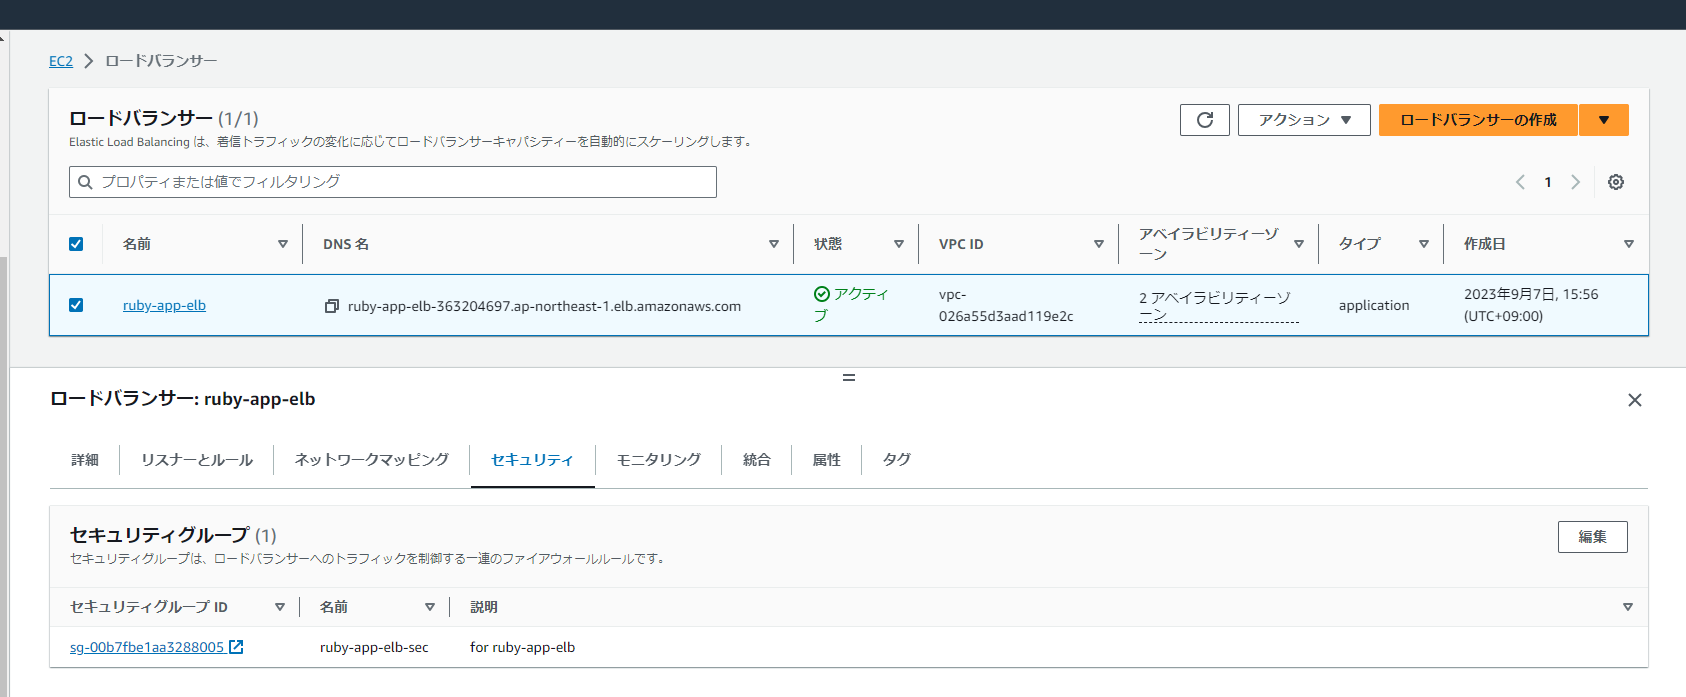 EC2 > ロードバランサー
ロードバランサー (1/1)
Elastic Load Balancing は、着信トラフィックの変化に応じてロードバランサーキャパシティーを自動的にスケーリングします。
アクション
ロードバランサーの作成
プロパティまたは値でフィルタリング
1
名前
DNS 名
状態
VPC ID
アベイラビリティーゾ
ーン
タイプ
作成日
ruby-app-elb
ruby-app-elb-363204697.ap-northeast-1.elb.amazonaws.com
アクティ
ブ
vpc-
026a55d3aad119e2c
2 アベイラビリティーゾ
ーン
application
2023年9月7日, 15:56
(UTC+09:00)
ロードバランサー: ruby-app-elb
詳細
リスナーとルール
ネットワークマッピング
セキュリティ
モニタリング
統合
属性
タグ
セキュリティグループ (1)
編集
セキュリティグループは、ロードバランサーへのトラフィックを制御する一連のファイアウォールルールです。
セキュリティグループ ID
名前
説明
sg-00b7fbe1aa3288005
ruby-app-elb-sec
for ruby-app-elb